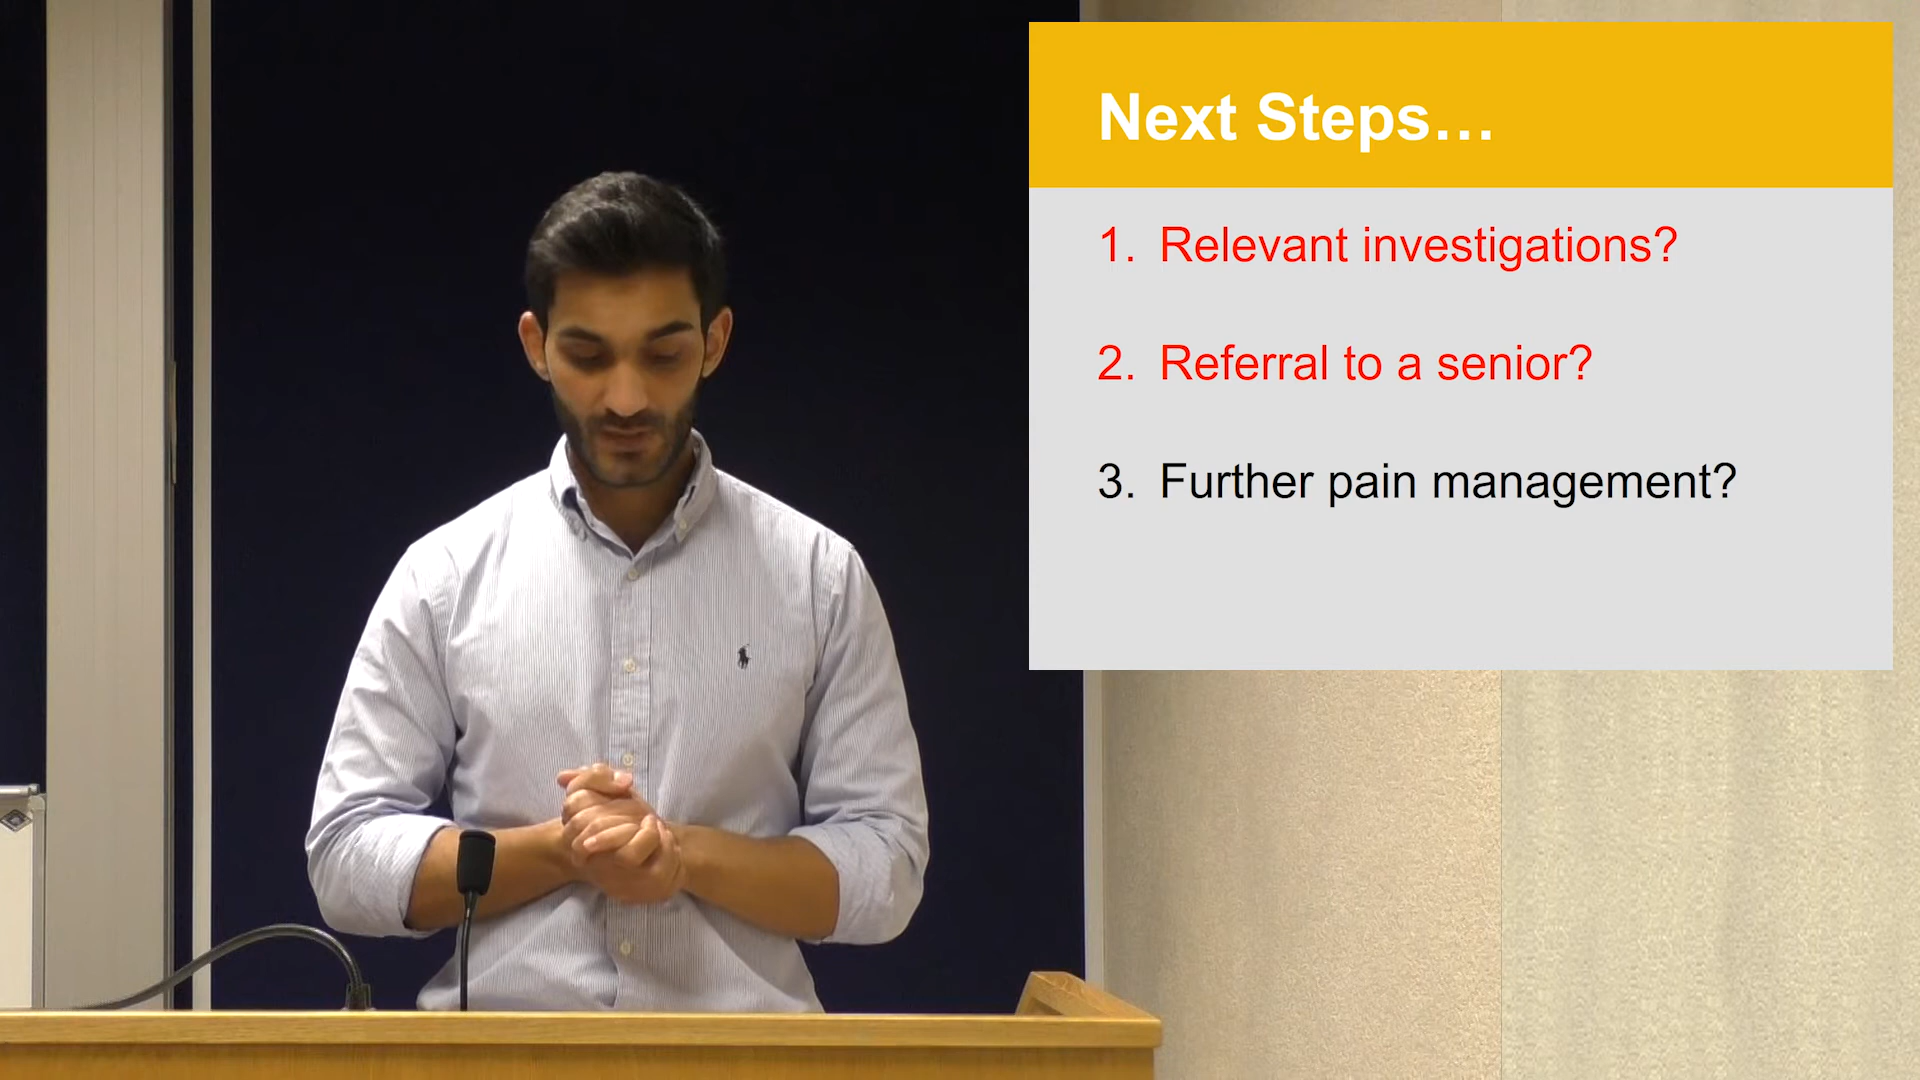 Next Steps…
1. Relevant investigations?
2. Referral to a senior?
3. Further pain management?